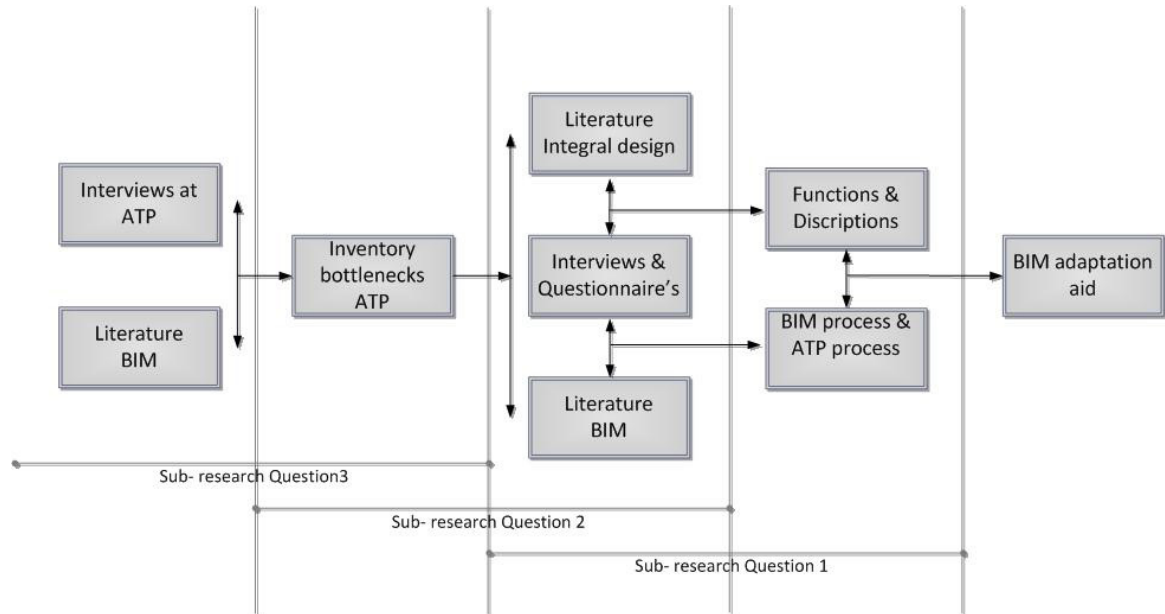 Interviews at
ATP
Literature
BIM
Inventory
bottlenecks
ATP
Literature
Integral design
Interviews &
Questionnaire's
Literature
BIM
Functions &
Discriptions
BIM process &
ATP process
BIM adaptation
aid
Sub- research Question3
Sub- research Question 2
Sub- research Question 1